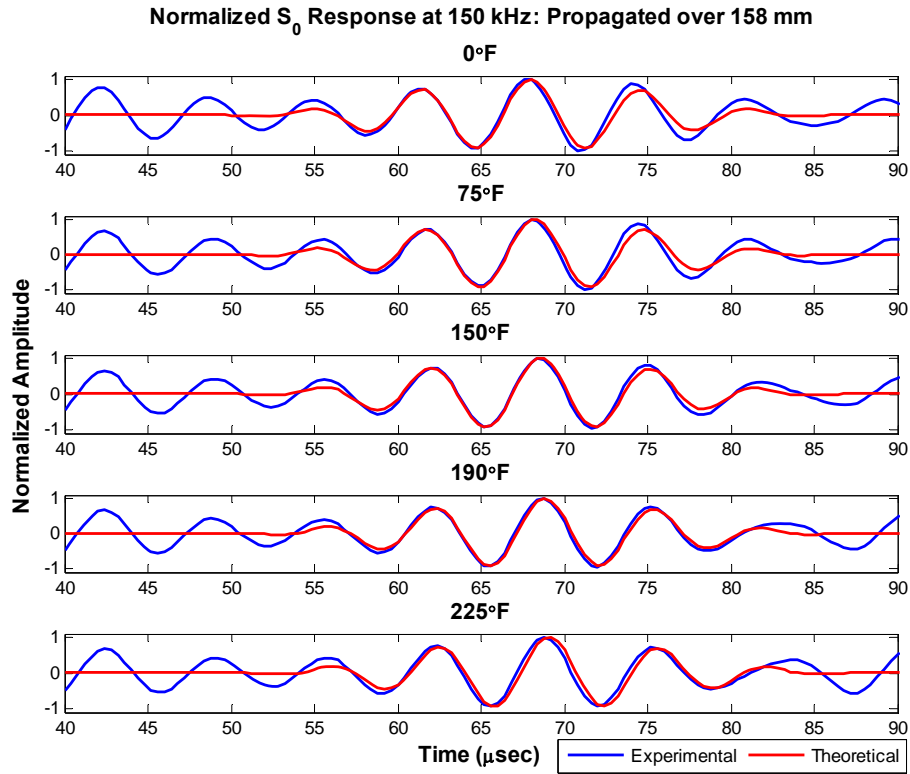 Normalized S0 Response at 150 kHz: Propagated over 158 mm
0°F
1
0
-1
40 45 50 55 60 65 70 75 80 85 90
75°F
1
0
-1
40 45 50 55 60 65 70 75 80 85 90
150°F
1
0
-1
40 45 50 55 60 65 70 75 80 85 90
190°F
1
0
-1
40 45 50 55 60 65 70 75 80 85 90
225°F
1
0
-1
40 45 50 55 60 65 70 75 80 85 90
Normalized Amplitude
Time (μsec)
Experimental
Theoretical